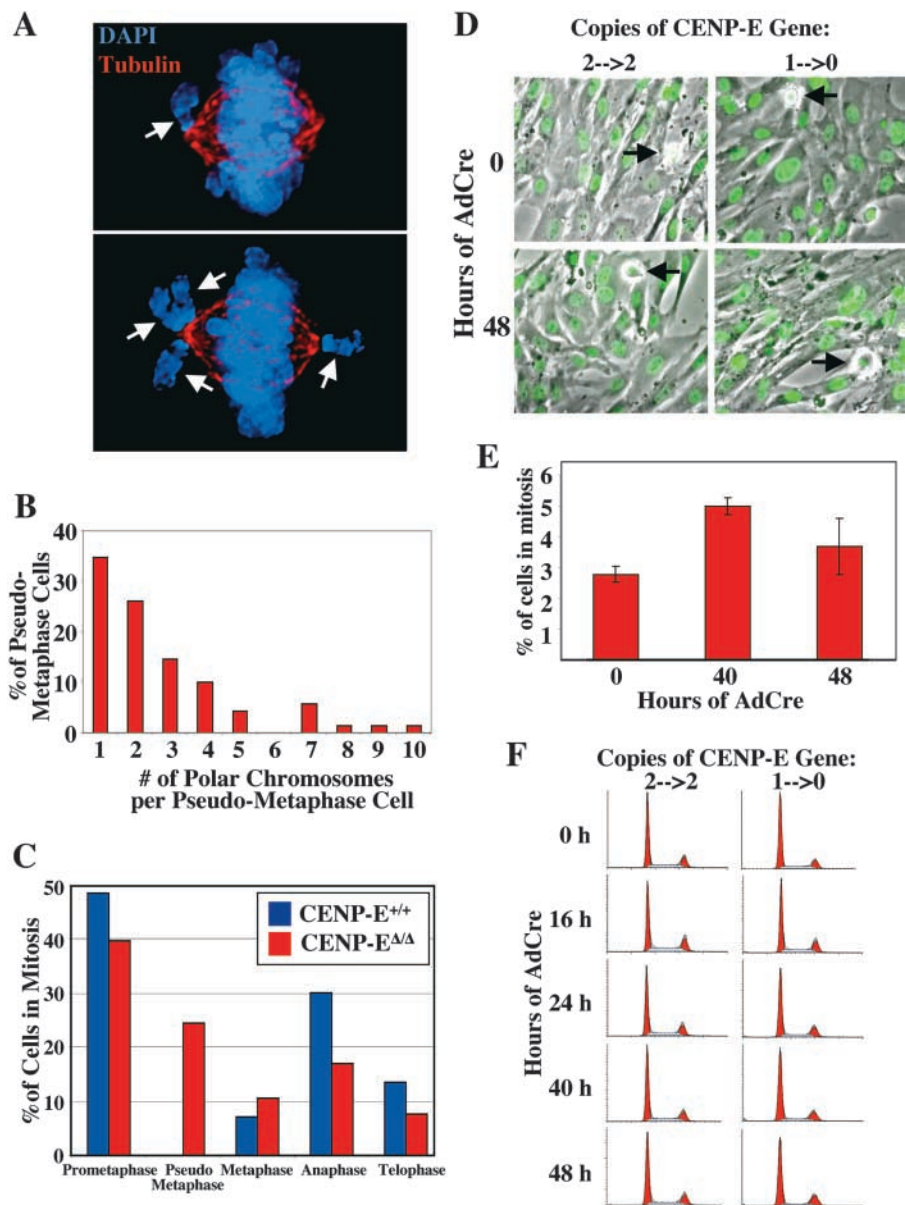 A
DAPI
Tubulin
B
% of Pseudo-
Metaphase Cells
40
30
20
10
0
1 2 3 4 5 6 7 8 9 10
# of Polar Chromosomes
per Pseudo-Metaphase Cell
C
% of Cells in Mitosis
50
40
30
20
10
0
CENP-E+/+
CENP-EΔ/Δ
Prometaphase Pseudo Metaphase Anaphase Telophase
Metaphase
D
Copies of CENP-E Gene:
2-->2 1-->0
Hours of AdCre
0
48
E
% of cells in mitosis
6
5
4
3
2
1
0 40 48
Hours of AdCre
F
Copies of CENP-E Gene:
2-->2 1-->0
Hours of AdCre
0 h
16 h
24 h
40 h
48 h